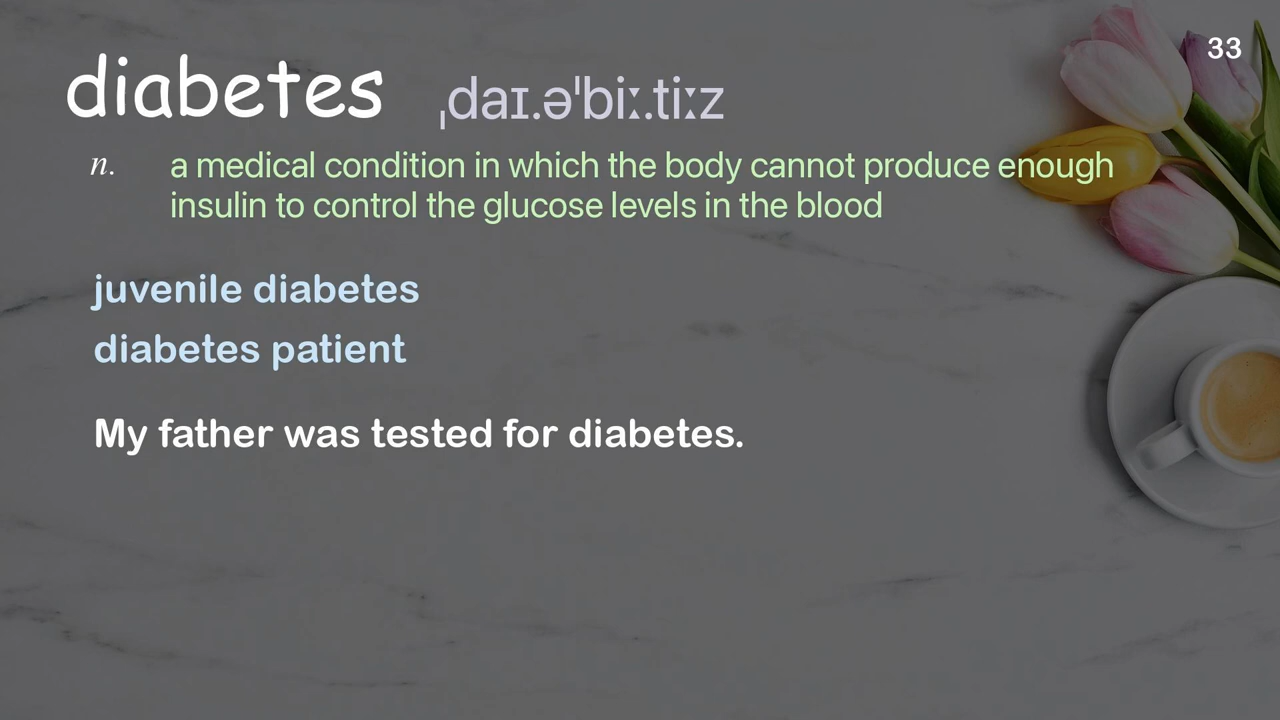 33
diabetes ˌdaɪ.əˈbiː.tiːz
n. a medical condition in which the body cannot produce enough
insulin to control the glucose levels in the blood
juvenile diabetes
diabetes patient
My father was tested for diabetes.